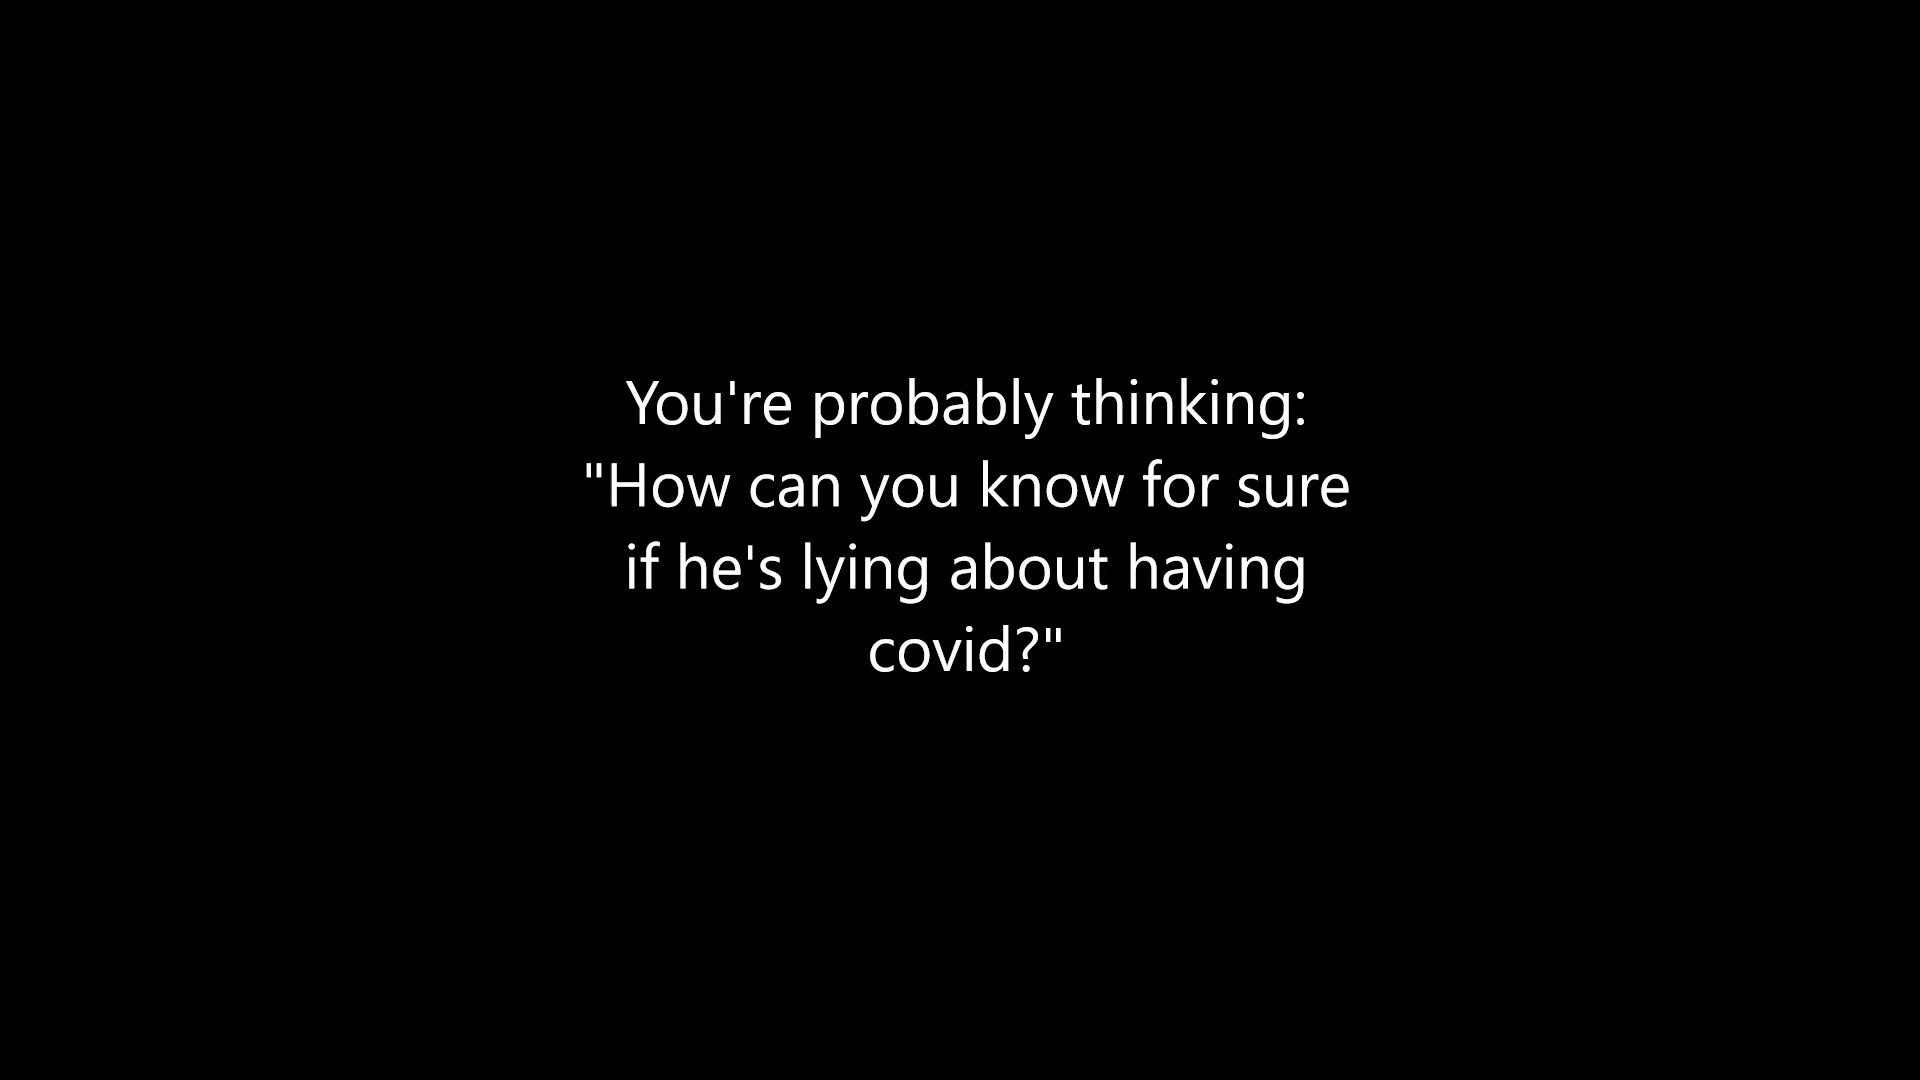 You're probably thinking:
"How can you know for sure
if he's lying about having
covid?"